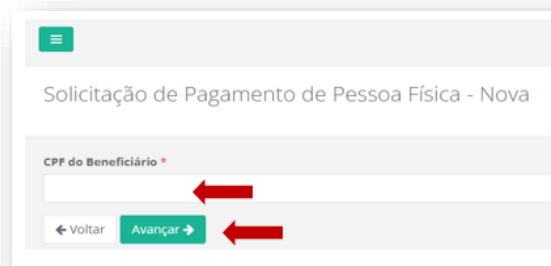 Solicitação de Pagamento de Pessoa Física - Nova
CPF do Beneficiário *
Voltar Avançar